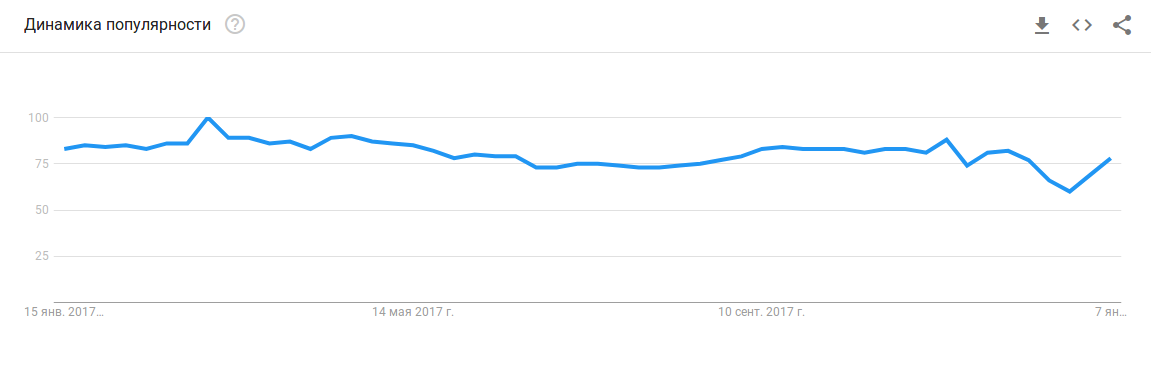 Динамика популярности ?
100
75
50
25
15 янв. 2017…
14 мая 2017 г.
10 сент. 2017 г.
7 ян…